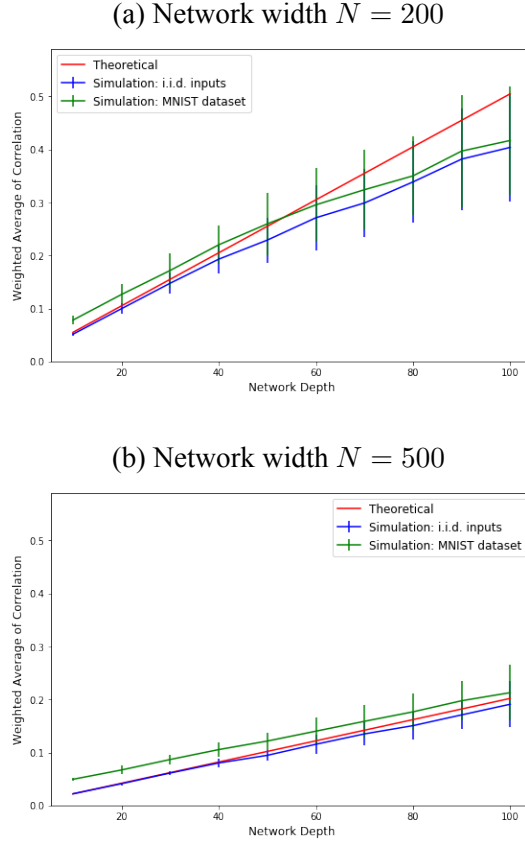 (a) Network width N = 200
Theoretical
Simulation: i.i.d. inputs
Simulation: MNIST dataset
Weighted Average of Correlation
0.5
0.4
0.3
0.2
0.1
0.0
20
40
60
80
100
Network Depth
(b) Network width N = 500
Theoretical
Simulation: i.i.d. inputs
Simulation: MNIST dataset
Weighted Average of Correlation
0.5
0.4
0.3
0.2
0.1
0.0
20
40
60
80
100
Network Depth